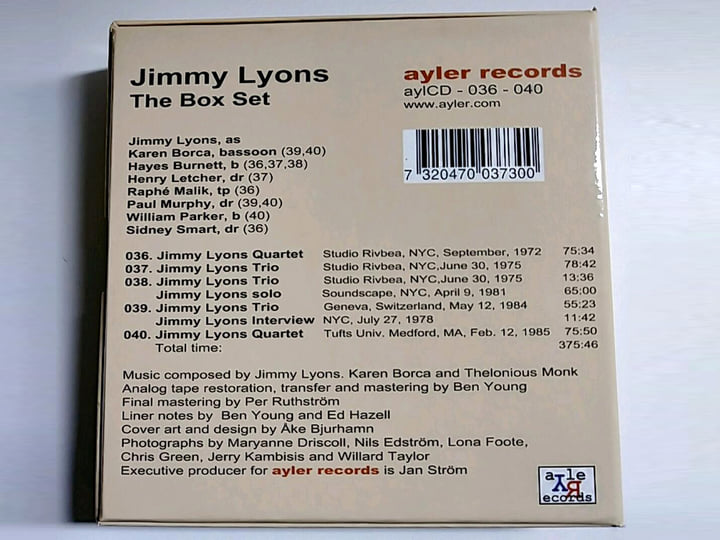 Jimmy Lyons
The Box Set
ayler records
aylCD - 036 - 040
www.ayler.com
7 320470 037300
Jimmy Lyons, as
Karen Borca, bassoon (39,40)
Hayes Burnett, b (36,37,38)
Henry Letcher, dr (37)
Raphé Malik, tp (36)
Paul Murphy, dr (39,40)
William Parker, b (40)
Sidney Smart, dr (36)
036. Jimmy Lyons Quartet Studio Rivbea, NYC, September, 1972 75:34
037. Jimmy Lyons Trio Studio Rivbea, NYC,June 30, 1975 78:42
038. Jimmy Lyons Trio Studio Rivbea, NYC,June 30, 1975 13:36
Jimmy Lyons solo Soundscape, NYC, April 9, 1981 65:00
039. Jimmy Lyons Trio Geneva, Switzerland, May 12, 1984 55:23
Jimmy Lyons Interview NYC, July 27, 1978 11:42
040. Jimmy Lyons Quartet Tufts Univ. Medford, MA, Feb. 12, 1985 75:50
Total time: 375:46
Music composed by Jimmy Lyons. Karen Borca and Thelonious Monk
Analog tape restoration, transfer and mastering by Ben Young
Final mastering by Per Ruthström
Liner notes by Ben Young and Ed Hazell
Cover art and design by Åke Bjurhamn
Photographs by Maryanne Driscoll, Nils Edström, Lona Foote,
Chris Green, Jerry Kambisis and Willard Taylor
Executive producer for ayler records is Jan Ström
ayler
records